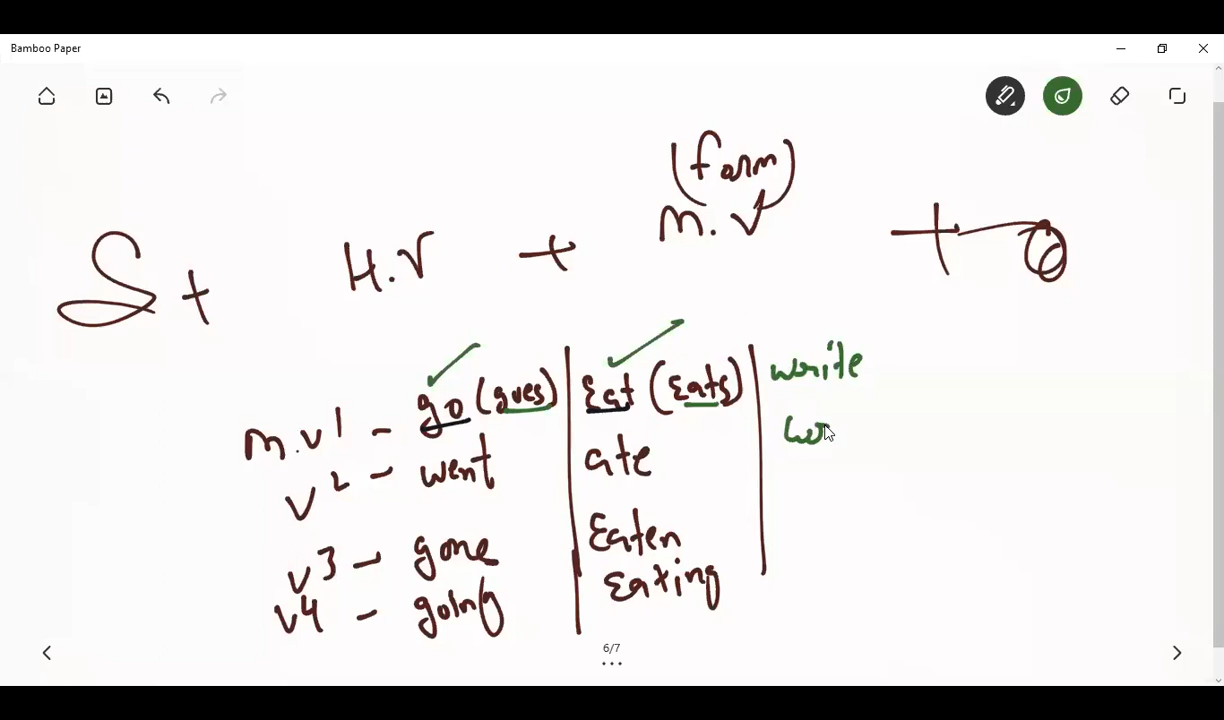 Bamboo Paper
(form)
S + H.V + M.V + O
M.V1 - go (goes) Eat (Eats) write
V2 - went ate wo
V3 - gone Eaten
V4 - going Eating
6/7